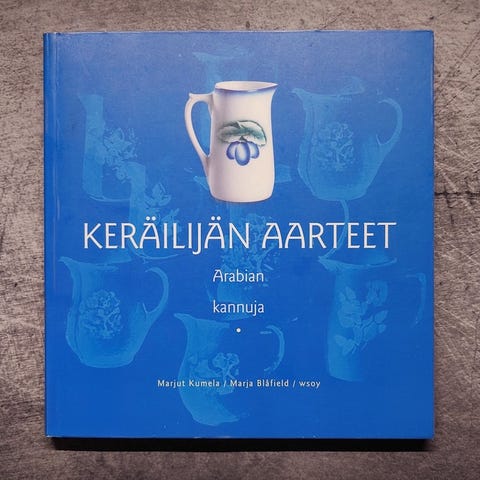 KERÄILIJÄN AARTEET
Arabian
kannuja
Marjut Kumela / Marja Blåfield / wsoy